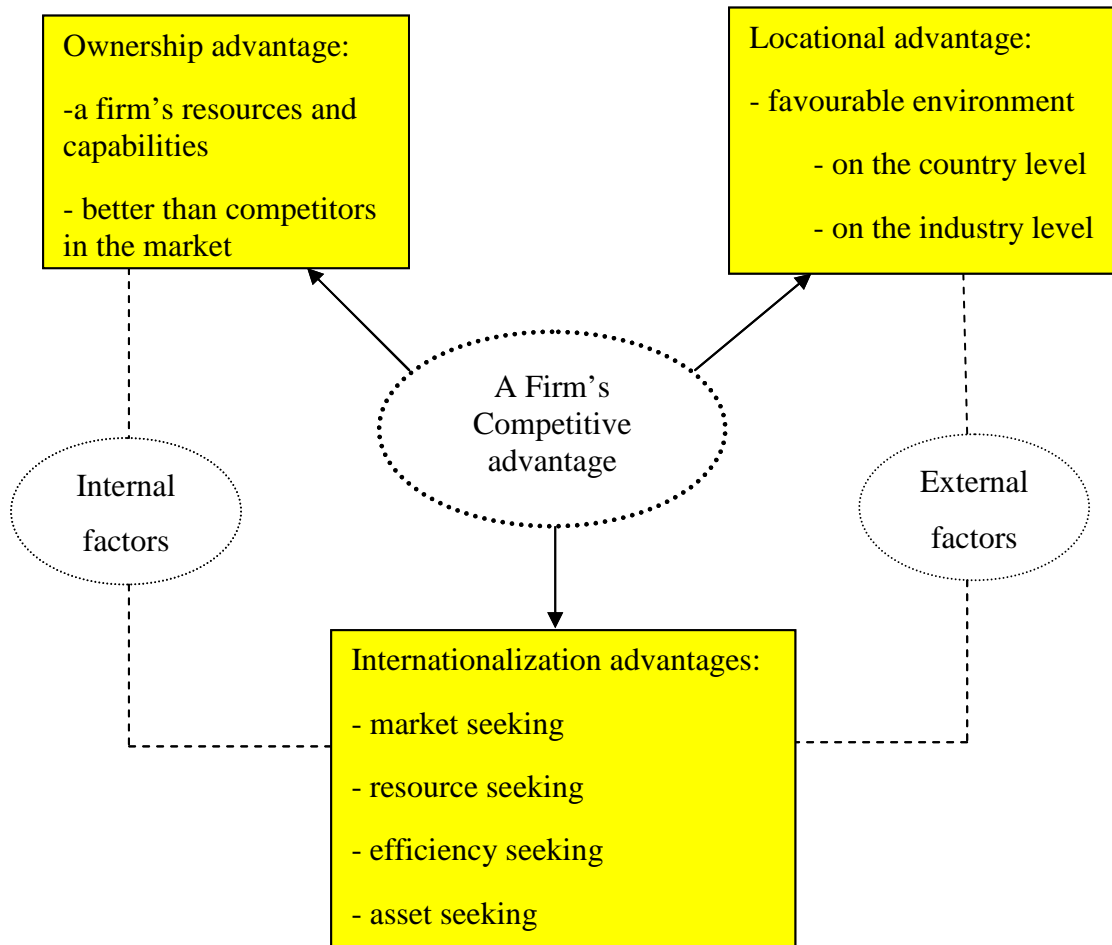 Ownership advantage:
-a firm’s resources and
capabilities
- better than competitors
in the market
Locational advantage:
- favourable environment
- on the country level
- on the industry level
A Firm’s
Competitive
advantage
Internal
factors
External
factors
Internationalization advantages:
- market seeking
- resource seeking
- efficiency seeking
- asset seeking